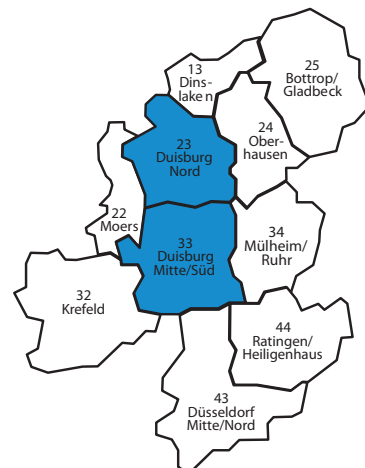 13
Dins-
laken
25
Bottrop/
Gladbeck
24
Ober-
hausen
23
Duisburg
Nord
22
Moers
33
Duisburg
Mitte/Süd
34
Mülheim/
Ruhr
32
Krefeld
44
Ratingen/
Heiligenhaus
43
Düsseldorf
Mitte/Nord